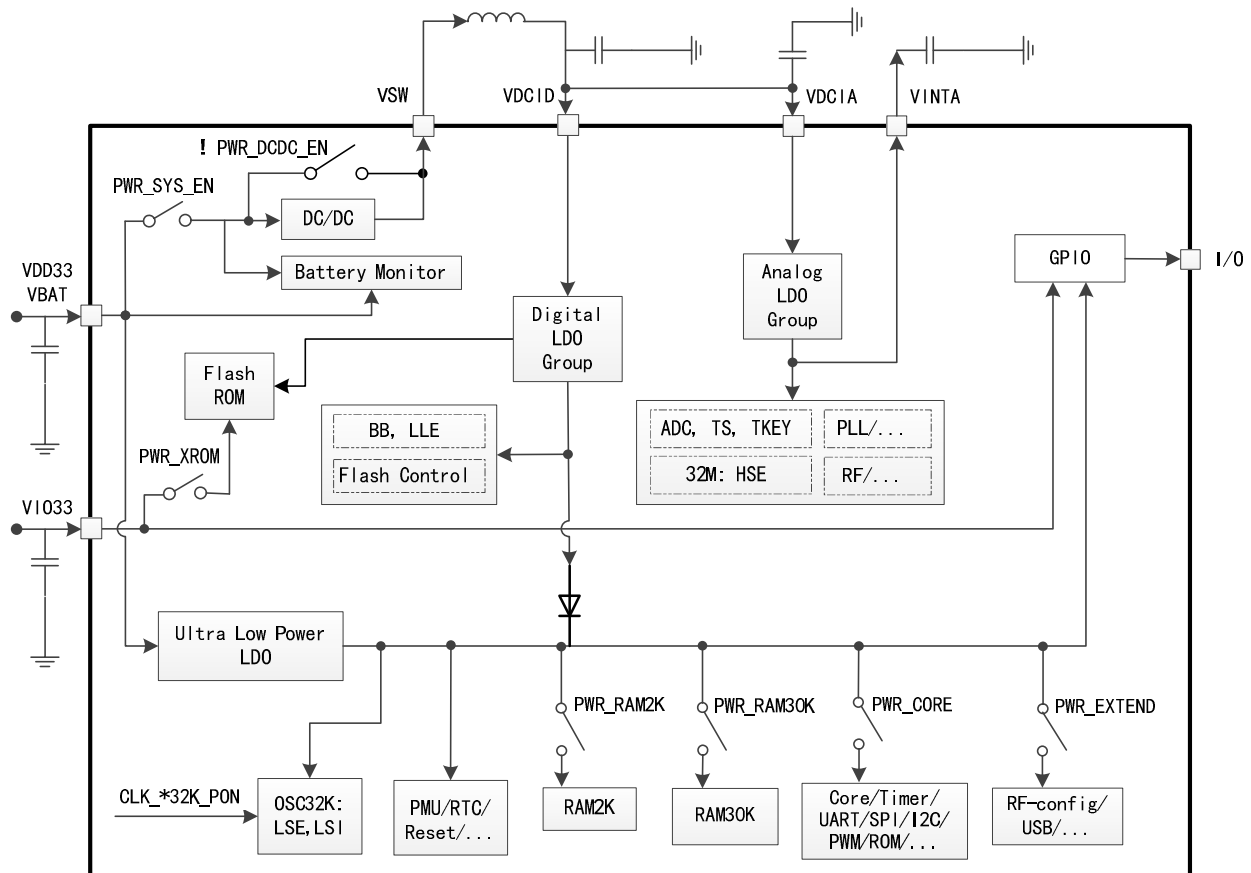 VSW
VDCID
VDCIA
VINTA
! PWR_DCDC_EN
PWR_SYS_EN
DC/DC
Battery Monitor
VDD33
VBAT
GPIO
I/O
Analog
LDO
Group
Digital
LDO
Group
Flash
ROM
BB, LLE
Flash Control
ADC, TS, TKEY
PLL/...
32M: HSE
RF/...
PWR_XROM
VIO33
Ultra Low Power
LDO
PWR_RAM2K
PWR_RAM30K
PWR_CORE
PWR_EXTEND
CLK_*32K_PON
OSC32K:
LSE,LSI
PMU/RTC/
Reset/...
RAM2K
RAM30K
Core/Timer/
UART/SPI/I2C/
PWM/ROM/...
RF-config/
USB/...